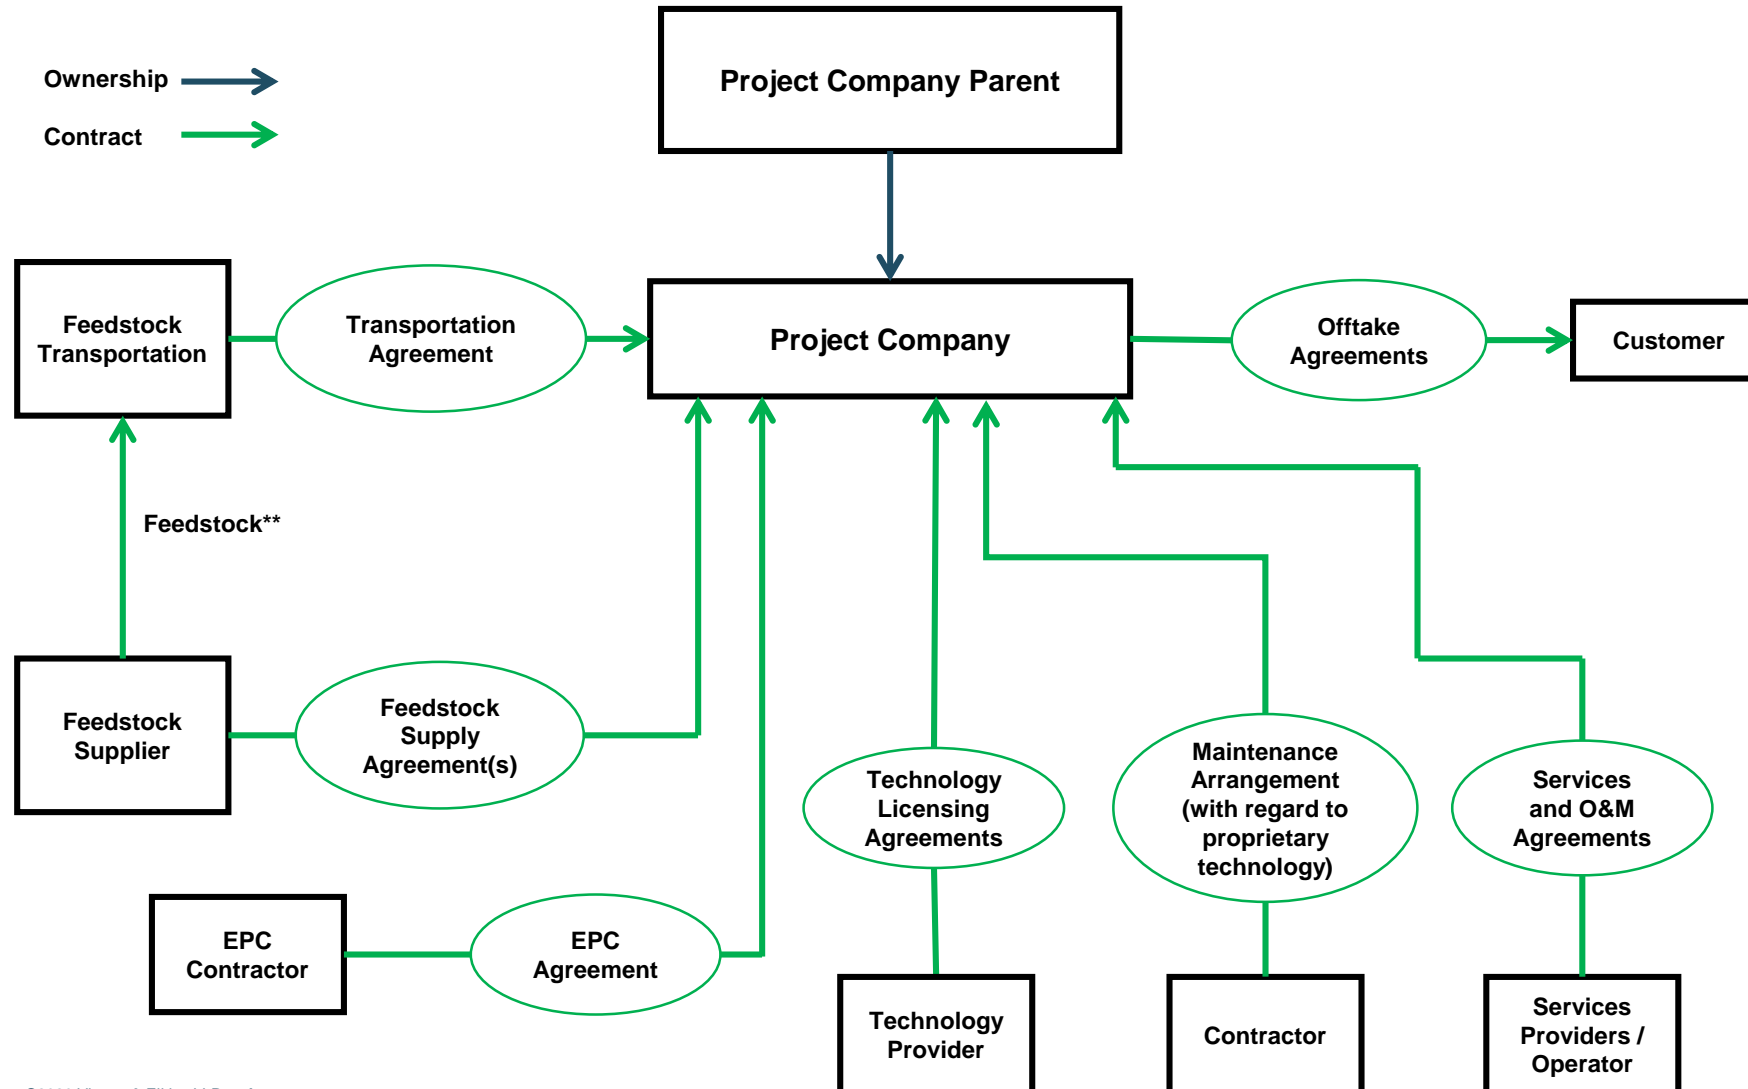 Ownership
Contract
Project Company Parent
Feedstock
Transportation
Transportation
Agreement
Project Company
Offtake
Agreements
Customer
Feedstock**
Feedstock
Supplier
Feedstock
Supply
Agreement(s)
Technology
Licensing
Agreements
Maintenance
Arrangement
(with regard to
proprietary
technology)
Services
and O&M
Agreements
EPC
Contractor
EPC
Agreement
Technology
Provider
Contractor
Services
Providers /
Operator